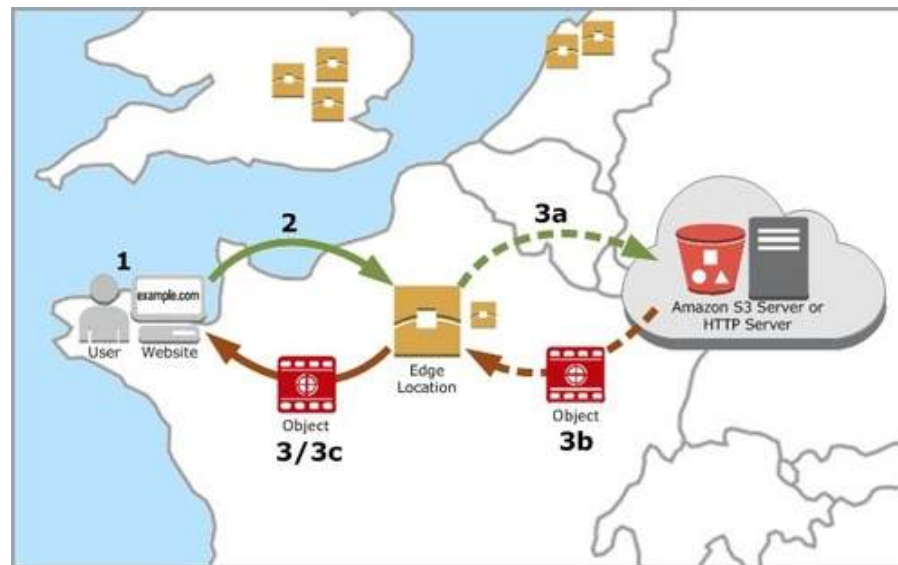 1
2
3a
example.com
User
Website
Edge
Location
Object
3/3c
Object
3b
Amazon S3 Server or
HTTP Server